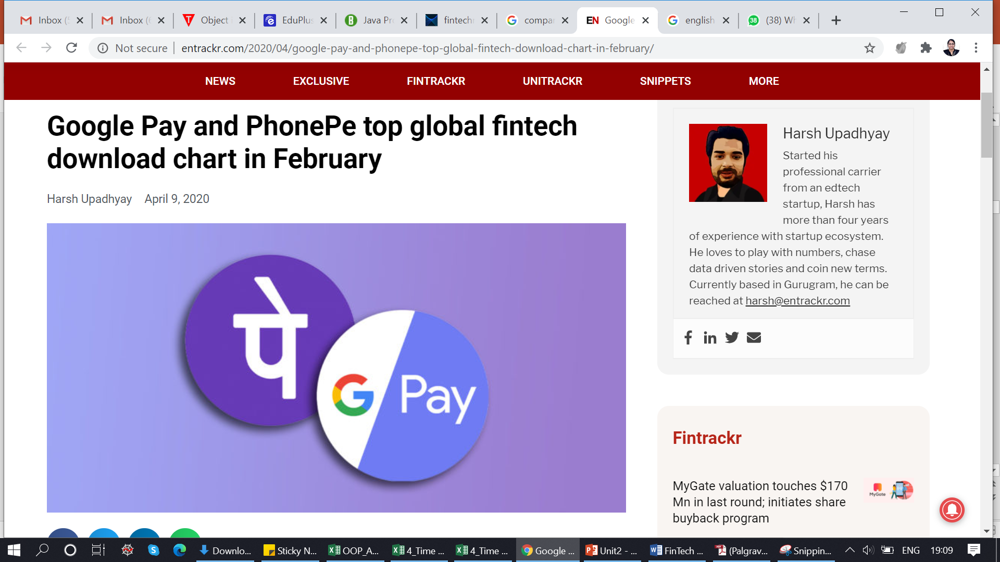 Inbox (
Inbox (
Object
EduPlus
Java Pr
fintech
compar
Google
english
38
(38) Wh
Not secure
entrackr.com/2020/04/google-pay-and-phonepe-top-global-fintech-download-chart-in-february/
NEWS
EXCLUSIVE
FINTRACKR
UNITRACKR
SNIPPETS
MORE
Google Pay and PhonePe top global fintech
download chart in February
Harsh Upadhyay April 9, 2020
पे
G Pay
Harsh Upadhyay
Started his
professional carrier
from an edtech
startup, Harsh has
more than four years
of experience with startup ecosystem.
He loves to play with numbers, chase
data driven stories and coin new terms.
Currently based in Gurugram, he can be
reached at harsh@entrackr.com
Fintrackr
MyGate valuation touches $170
Mn in last round; initiates share
buyback program
MyGate
Downlo...
Sticky N...
OOP_A...
4_Time ...
4_Time ...
Google ...
Unit2 - ...
FinTech ...
(Palgrav...
Snippin...
ENG
19:09